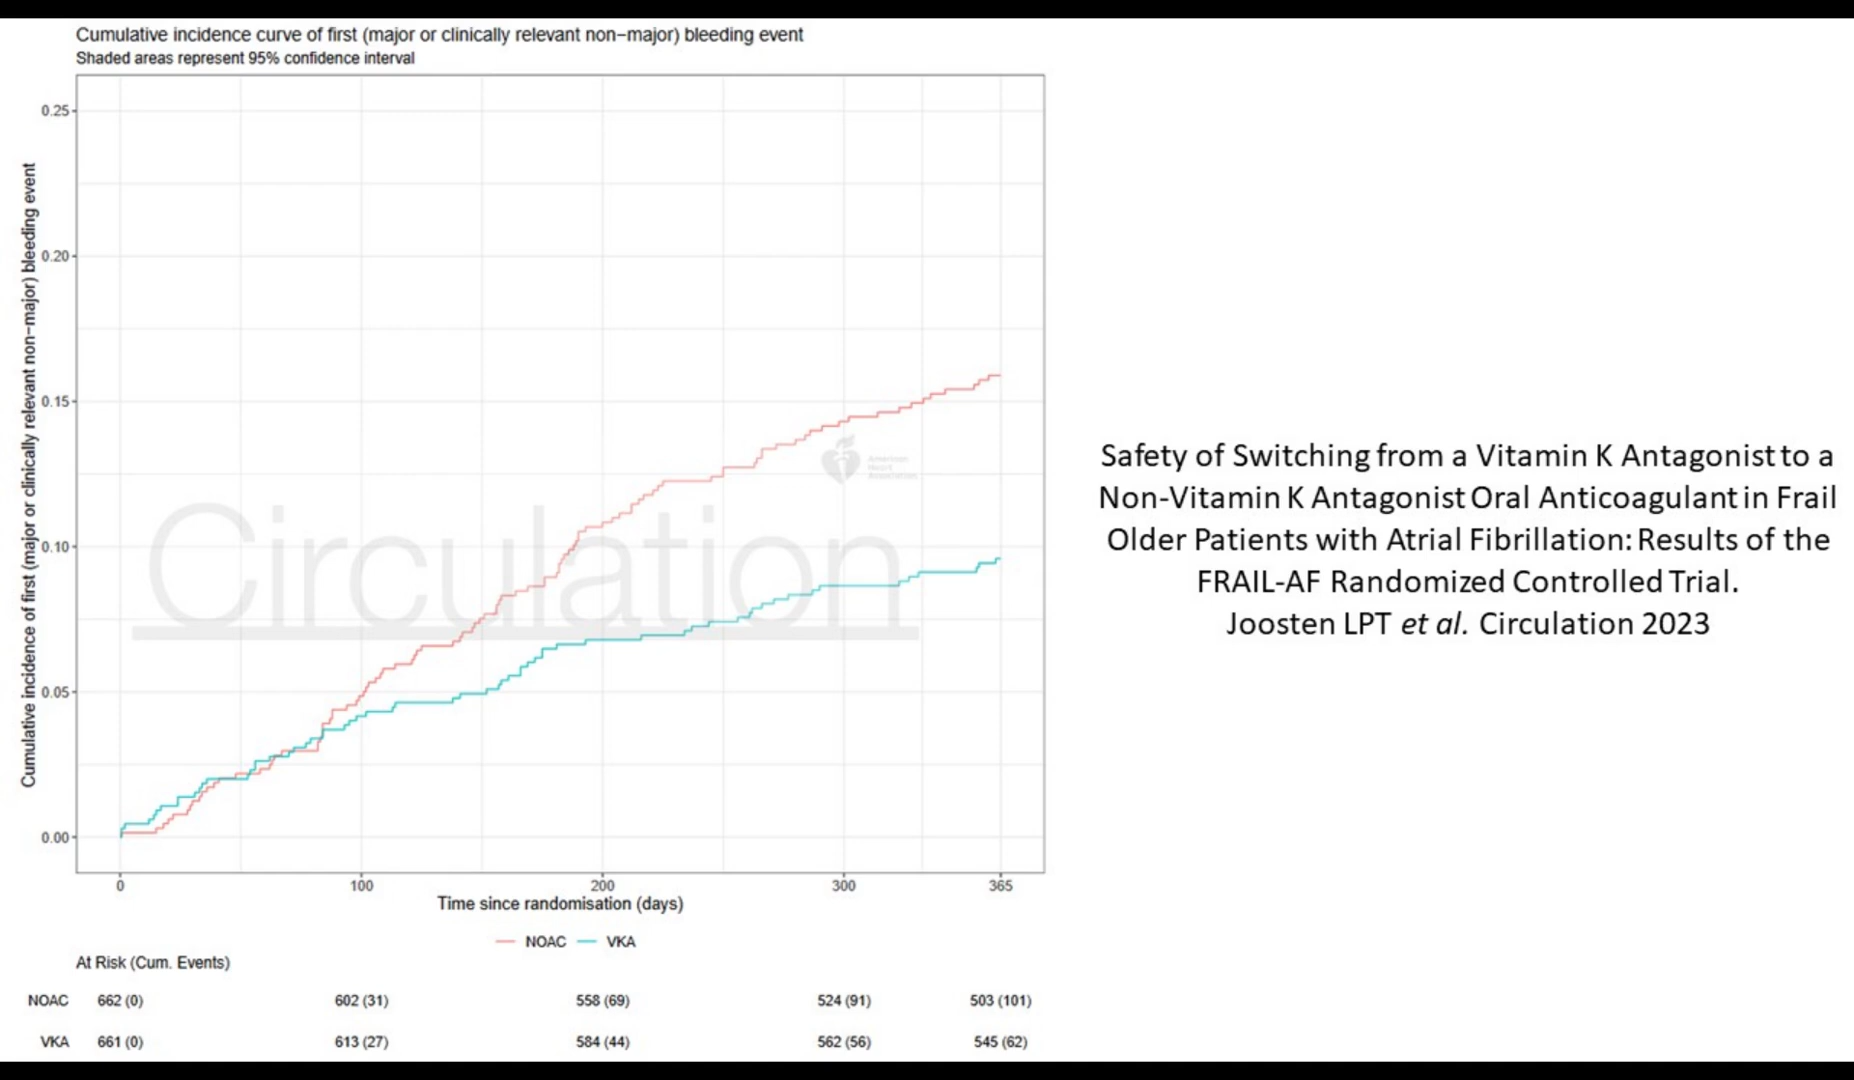 Cumulative incidence curve of first (major or clinically relevant non−major) bleeding event
Shaded areas represent 95% confidence interval
Cumulative incidence of first (major or clinically relevant non−major) bleeding event
0.25
0.20
0.15
0.10
0.05
0.00
Circulation
American
Heart
Association
0 100 200 300 365
Time since randomisation (days)
NOAC VKA
At Risk (Cum. Events)
NOAC 662 (0) 602 (31) 558 (69) 524 (91) 503 (101)
VKA 661 (0) 613 (27) 584 (44) 562 (56) 545 (62)
Safety of Switching from a Vitamin K Antagonist to a
Non-Vitamin K Antagonist Oral Anticoagulant in Frail
Older Patients with Atrial Fibrillation: Results of the
FRAIL-AF Randomized Controlled Trial.
Joosten LPT et al. Circulation 2023